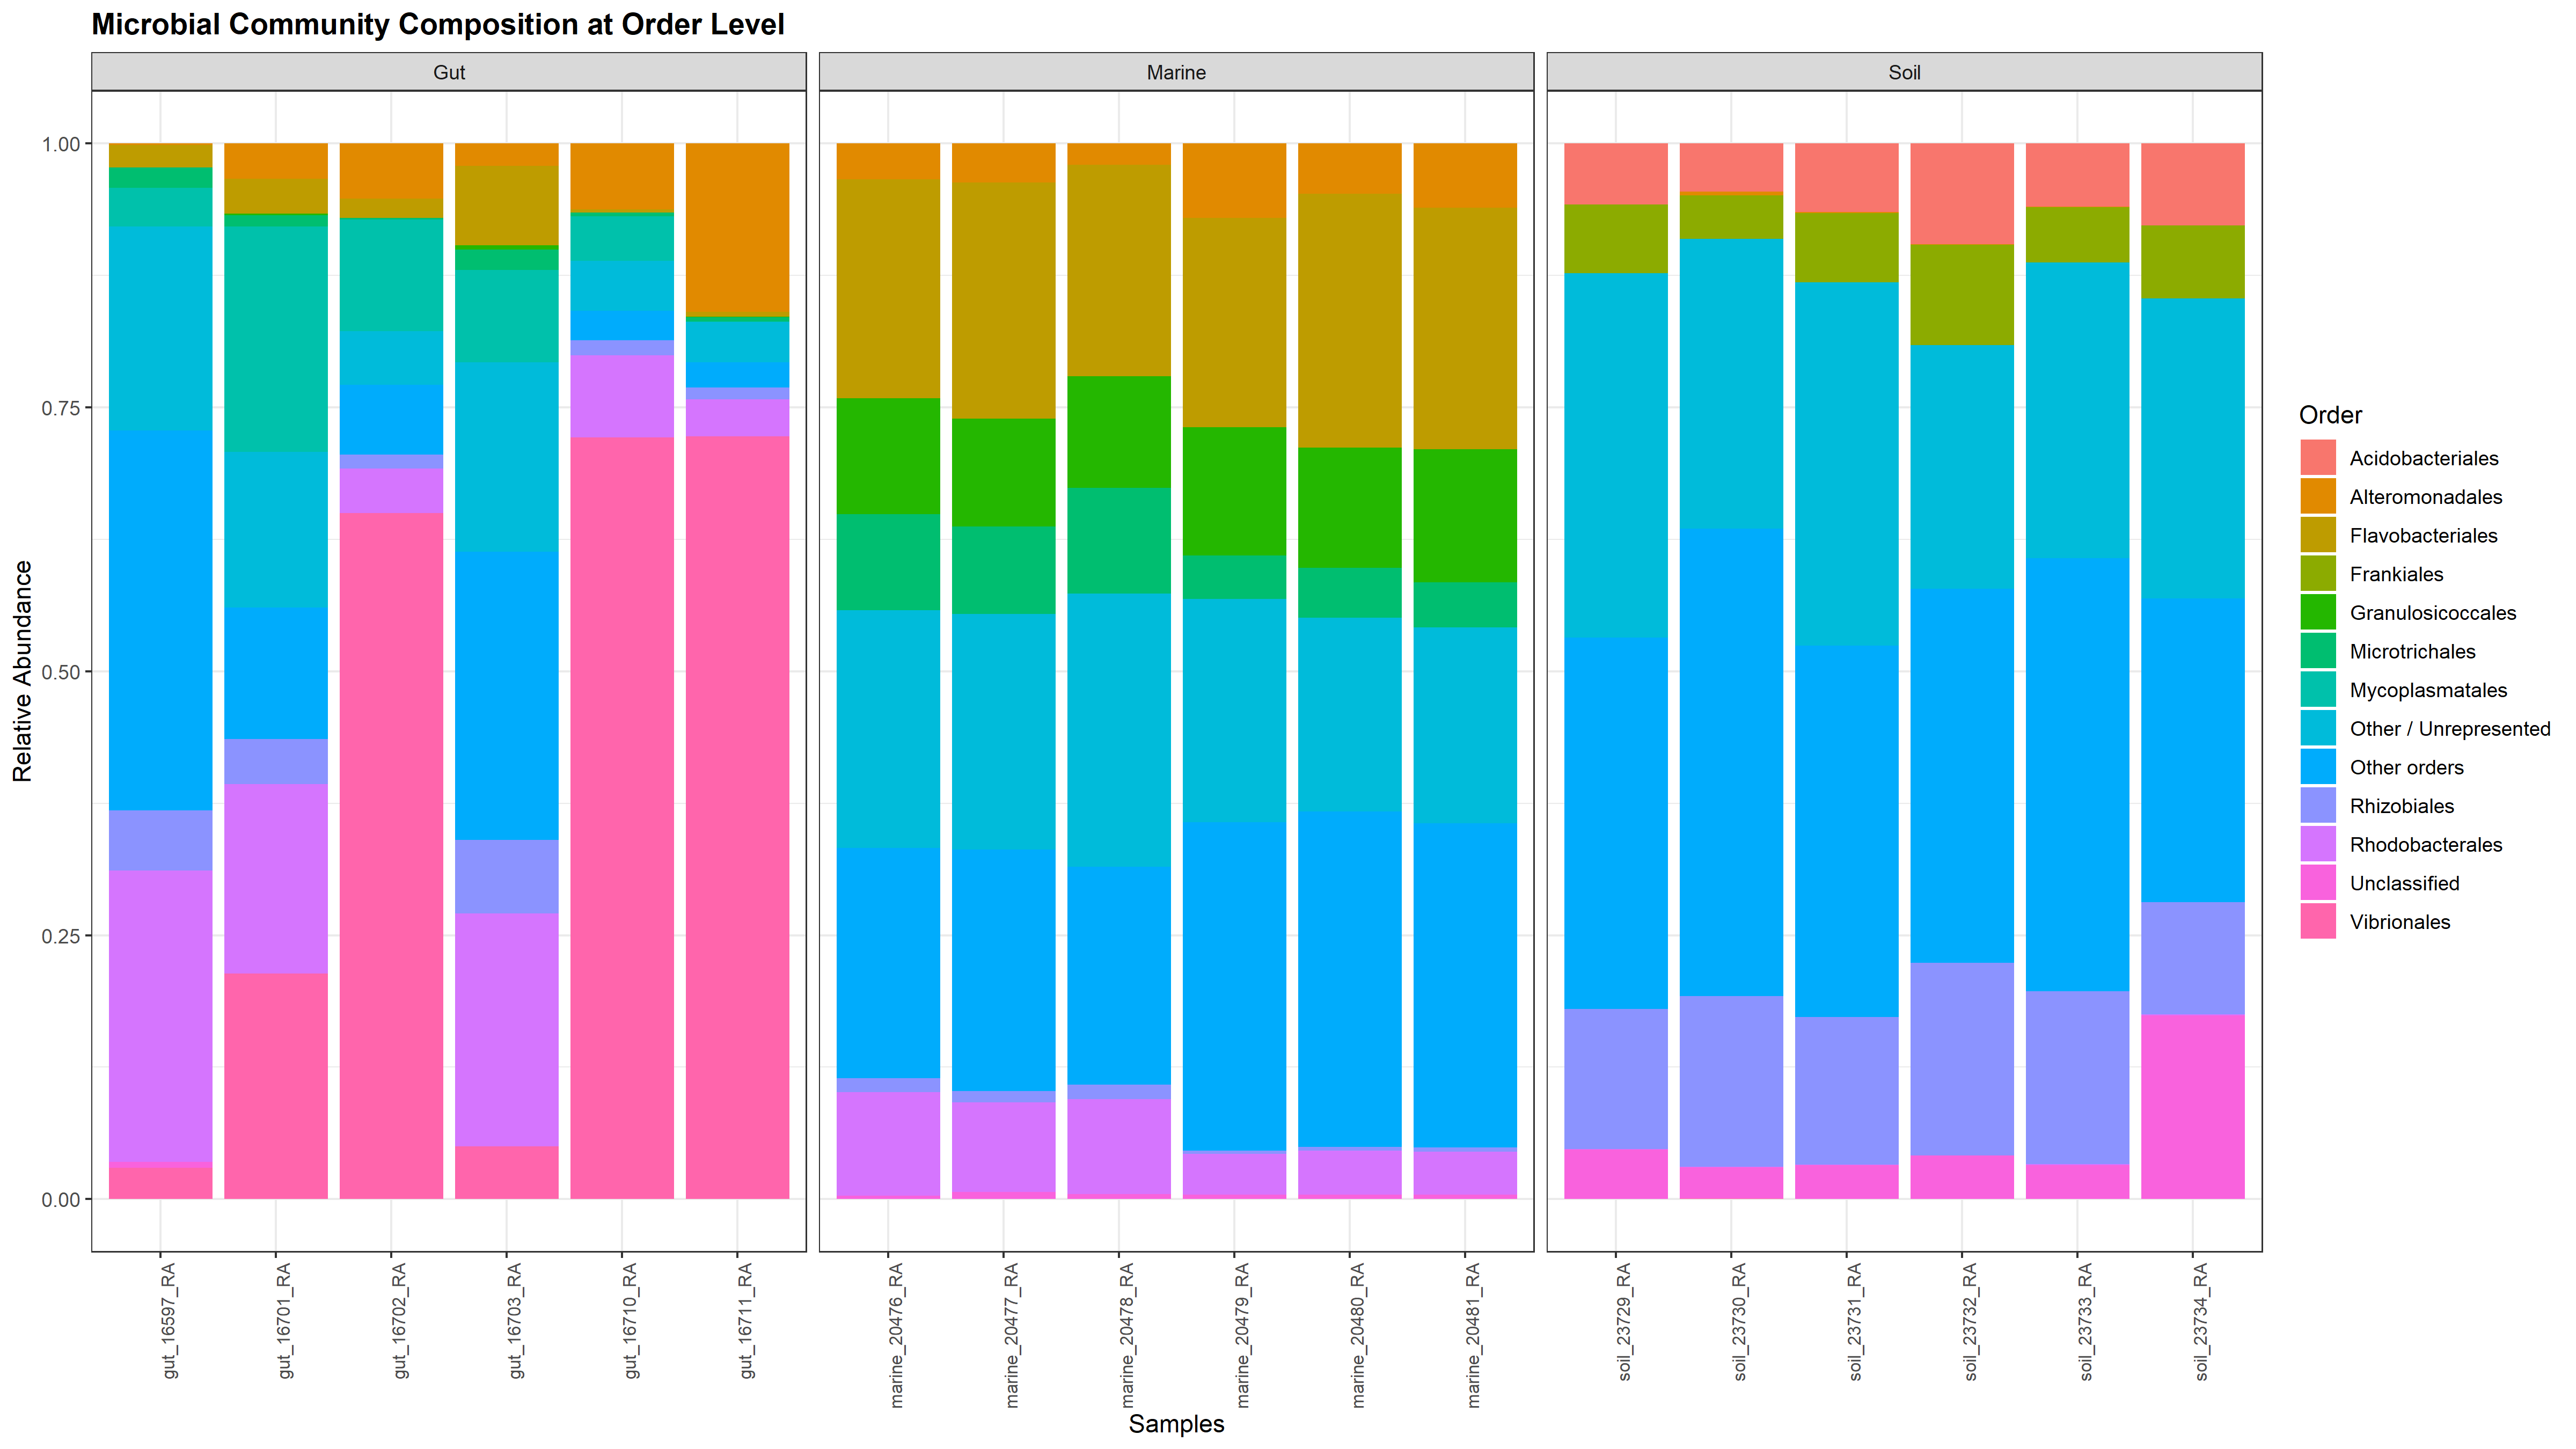 Microbial Community Composition at Order Level
Gut
Marine
Soil
Relative Abundance
1.00
0.75
0.50
0.25
0.00
gut_16597_RA
gut_16701_RA
gut_16702_RA
gut_16703_RA
gut_16710_RA
gut_16711_RA
marine_20476_RA
marine_20477_RA
marine_20478_RA
marine_20479_RA
marine_20480_RA
marine_20481_RA
soil_23729_RA
soil_23730_RA
soil_23731_RA
soil_23732_RA
soil_23733_RA
soil_23734_RA
Samples
Order
Acidobacteriales
Alteromonadales
Flavobacteriales
Frankiales
Granulosicoccales
Microtrichales
Mycoplasmatales
Other / Unrepresented
Other orders
Rhizobiales
Rhodobacterales
Unclassified
Vibrionales